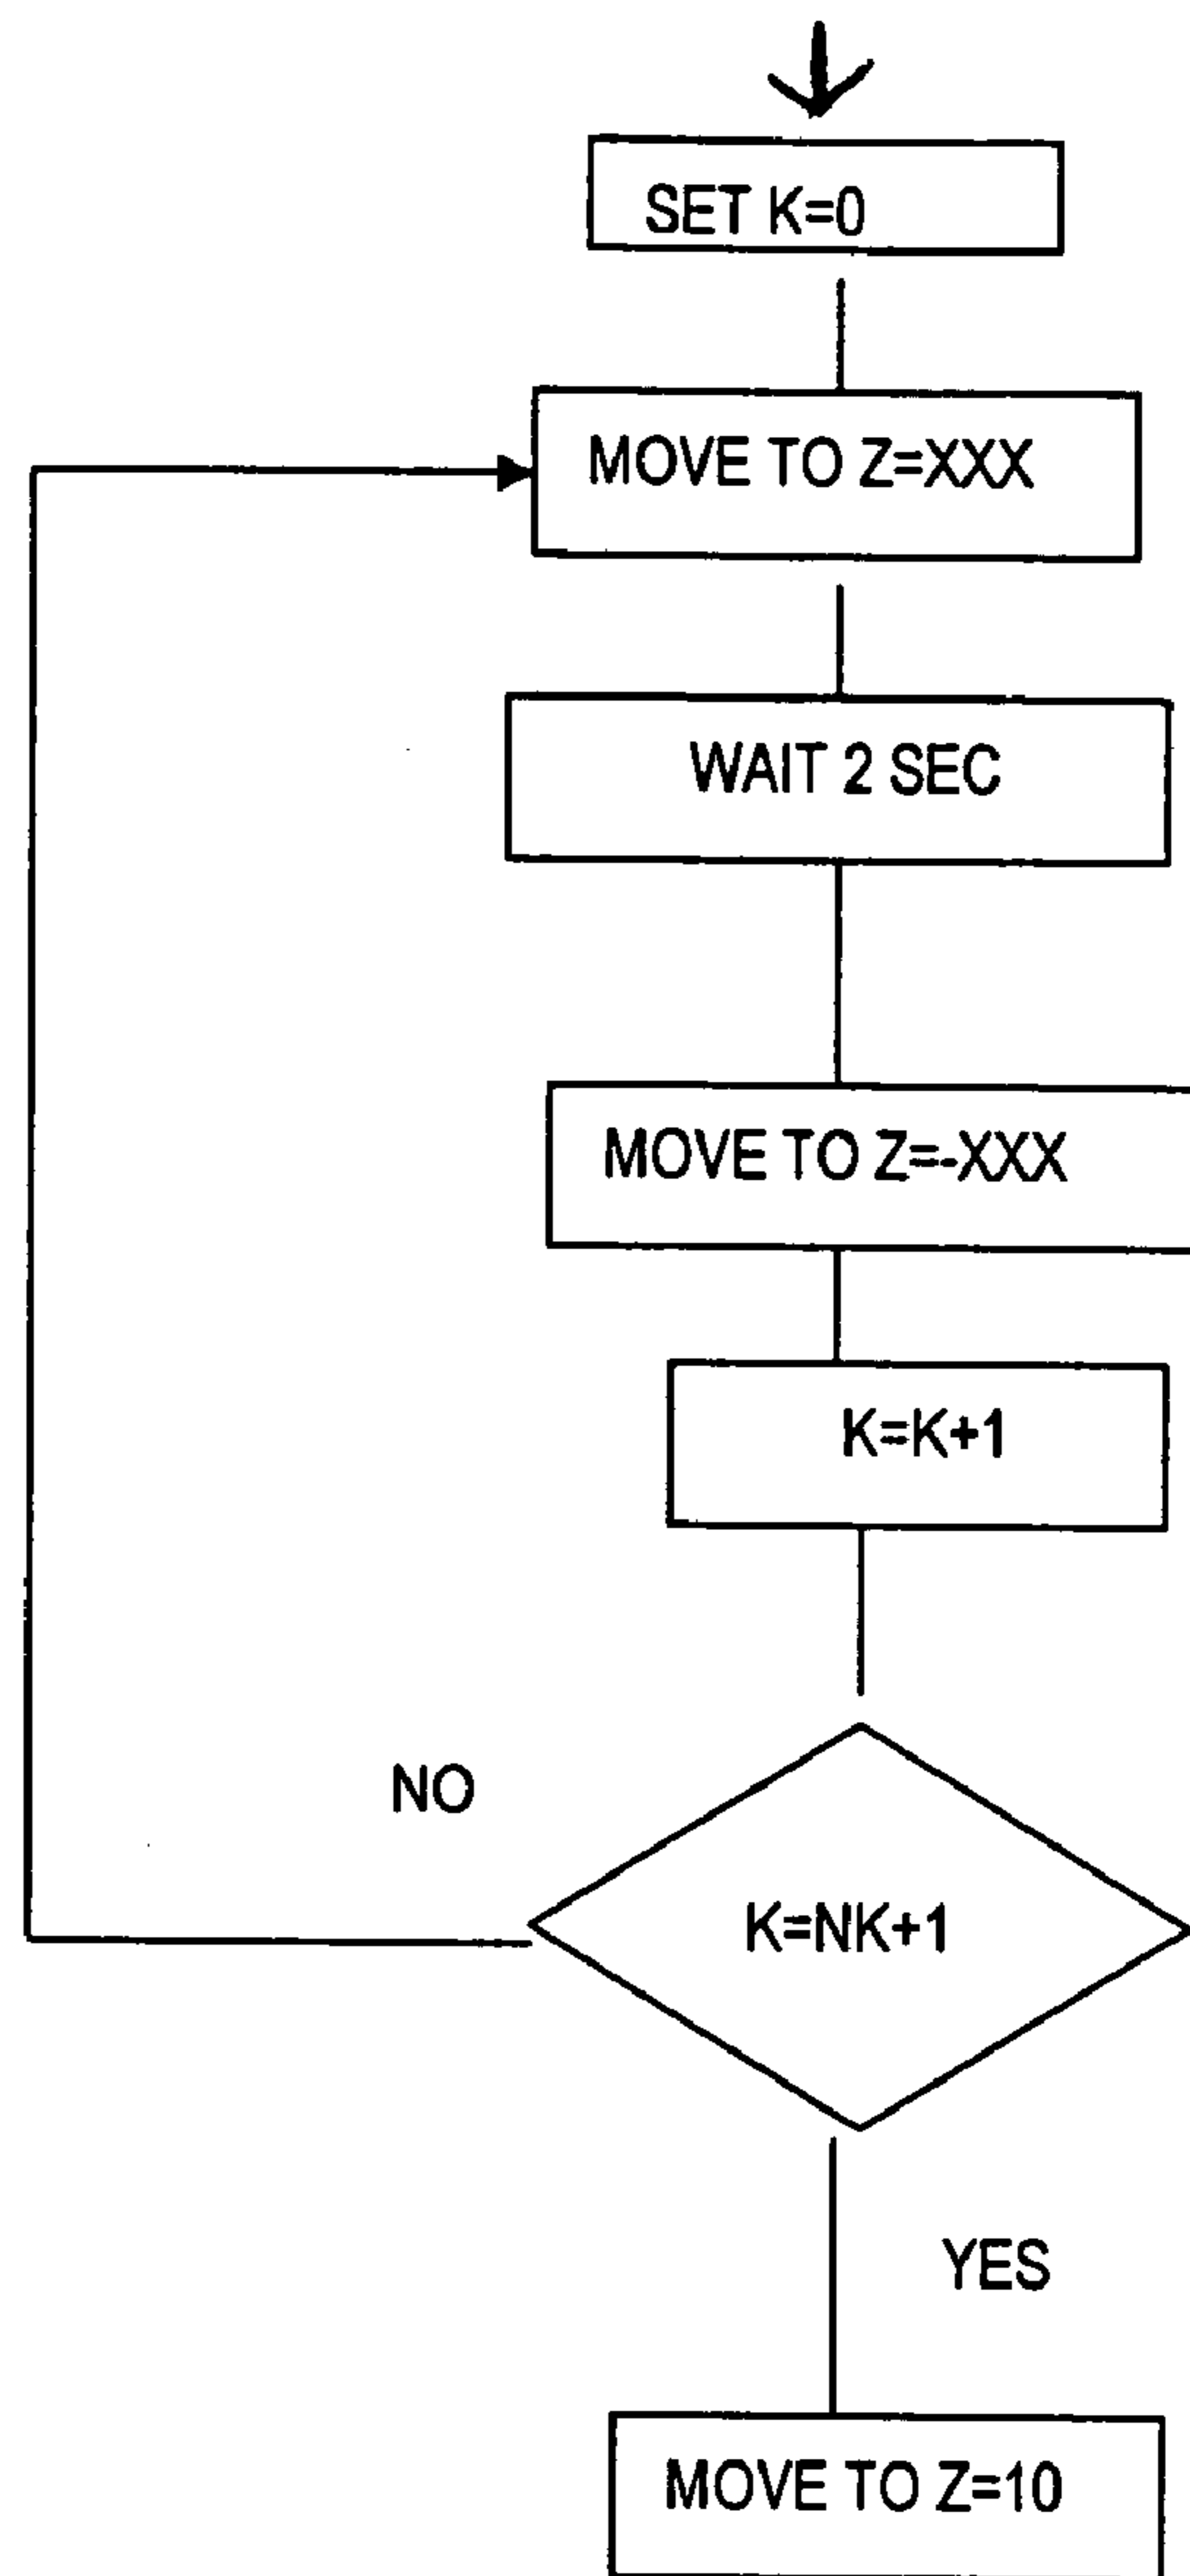 SET K=0
MOVE TO Z=XXX
WAIT 2 SEC
MOVE TO Z=-XXX
K=K+1
NO
K=NK+1
YES
MOVE TO Z=10